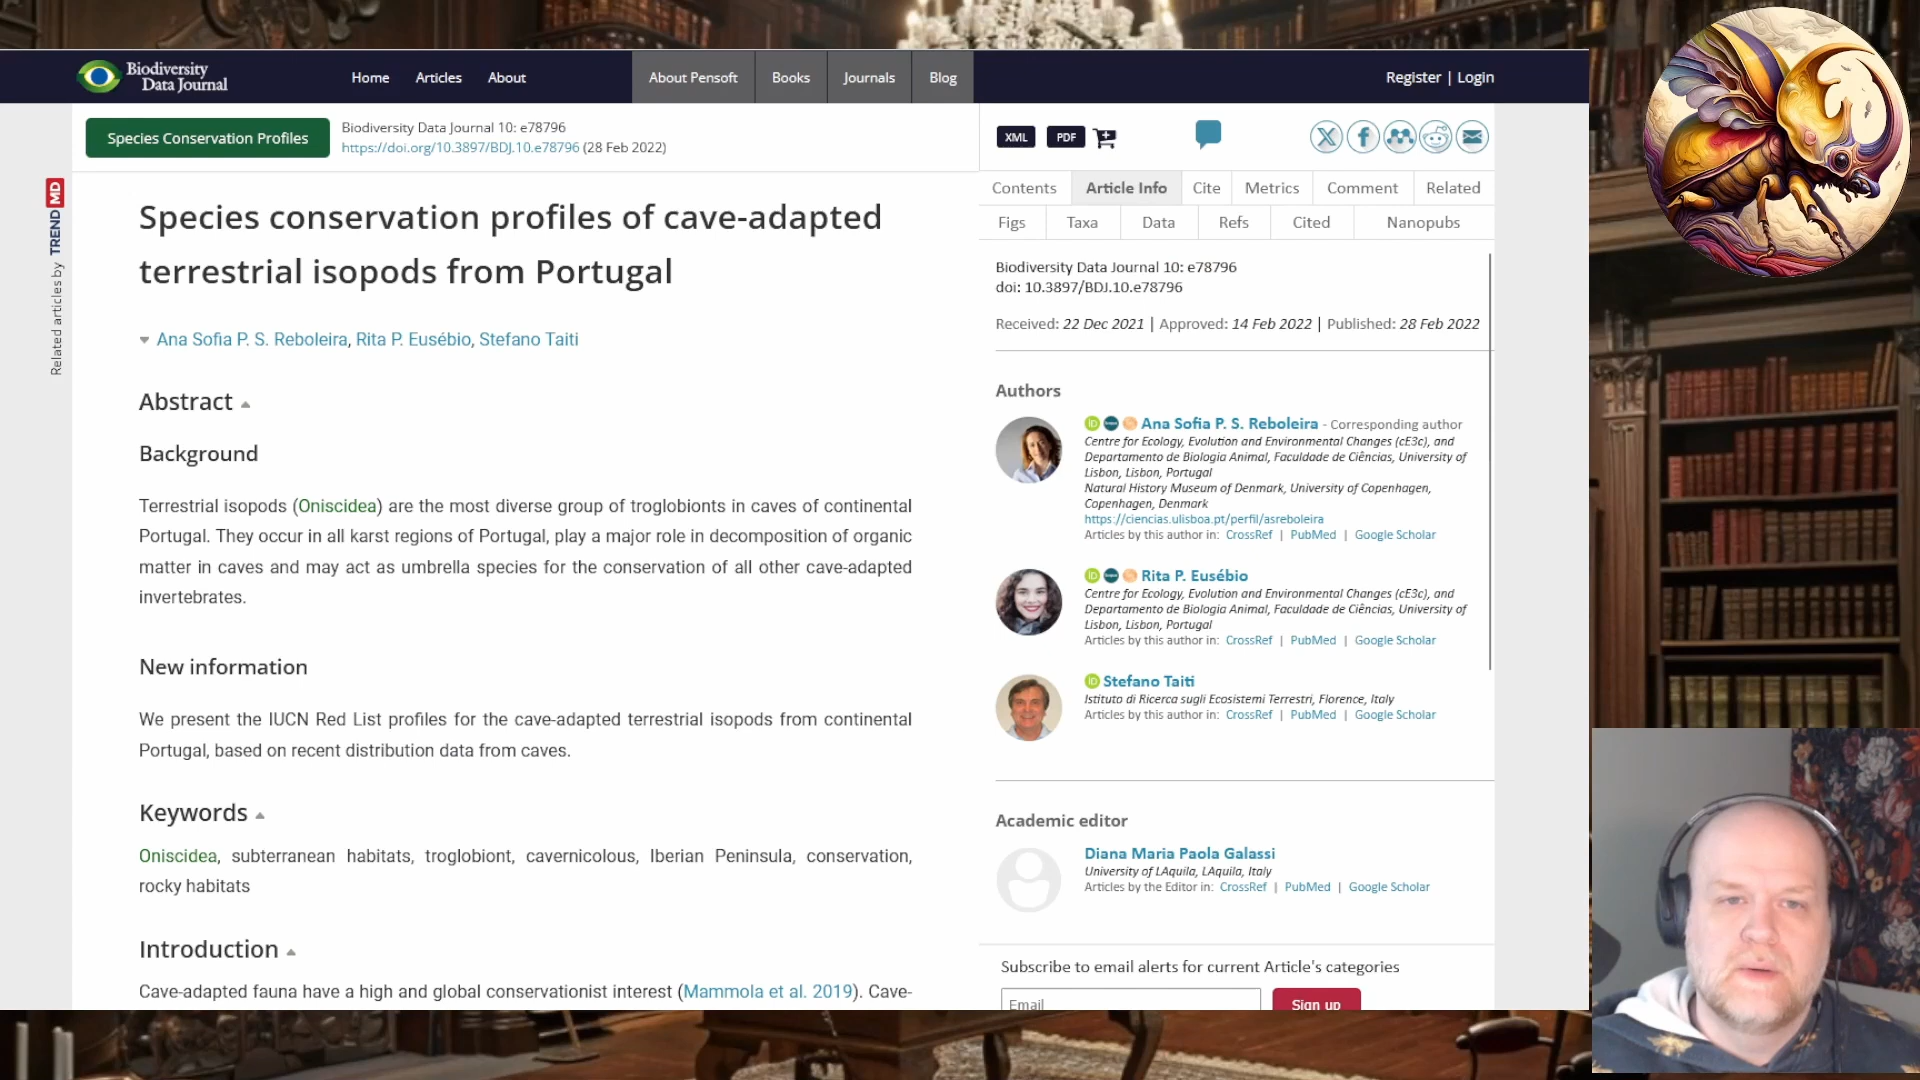 Biodiversity
Data Journal
Home
Articles
About
About Pensoft
Books
Journals
Blog
Register | Login
Species Conservation Profiles
Biodiversity Data Journal 10: e78796
https://doi.org/10.3897/BDJ.10.e78796 (28 Feb 2022)
Related articles by TREND MD
Species conservation profiles of cave-adapted
terrestrial isopods from Portugal
Ana Sofia P. S. Reboleira, Rita P. Eusébio, Stefano Taiti
Abstract
Background
Terrestrial isopods (Oniscidea) are the most diverse group of troglobionts in caves of continental
Portugal. They occur in all karst regions of Portugal, play a major role in decomposition of organic
matter in caves and may act as umbrella species for the conservation of all other cave-adapted
invertebrates.
New information
We present the IUCN Red List profiles for the cave-adapted terrestrial isopods from continental
Portugal, based on recent distribution data from caves.
Keywords
Oniscidea, subterranean habitats, troglobiont, cavernicolous, Iberian Peninsula, conservation,
rocky habitats
Introduction
Cave-adapted fauna have a high and global conservationist interest (Mammola et al. 2019). Cave-
XML
PDF
Contents
Article Info
Cite
Metrics
Comment
Related
Figs
Taxa
Data
Refs
Cited
Nanopubs
Biodiversity Data Journal 10: e78796
doi: 10.3897/BDJ.10.e78796
Received: 22 Dec 2021 | Approved: 14 Feb 2022 | Published: 28 Feb 2022
Authors
Ana Sofia P. S. Reboleira - Corresponding author
Centre for Ecology, Evolution and Environmental Changes (cE3c), and
Departamento de Biologia Animal, Faculdade de Ciências, University of
Lisbon, Lisbon, Portugal
Natural History Museum of Denmark, University of Copenhagen,
Copenhagen, Denmark
https://ciencias.ulisboa.pt/perfil/asreboleira
Articles by this author in: CrossRef | PubMed | Google Scholar
Rita P. Eusébio
Centre for Ecology, Evolution and Environmental Changes (cE3c), and
Departamento de Biologia Animal, Faculdade de Ciências, University of
Lisbon, Lisbon, Portugal
Articles by this author in: CrossRef | PubMed | Google Scholar
Stefano Taiti
Istituto di Ricerca sugli Ecosistemi Terrestri, Florence, Italy
Articles by this author in: CrossRef | PubMed | Google Scholar
Academic editor
Diana Maria Paola Galassi
University of LAquila, LAquila, Italy
Articles by the Editor in: CrossRef | PubMed | Google Scholar
Subscribe to email alerts for current Article's categories
Email
Sign up